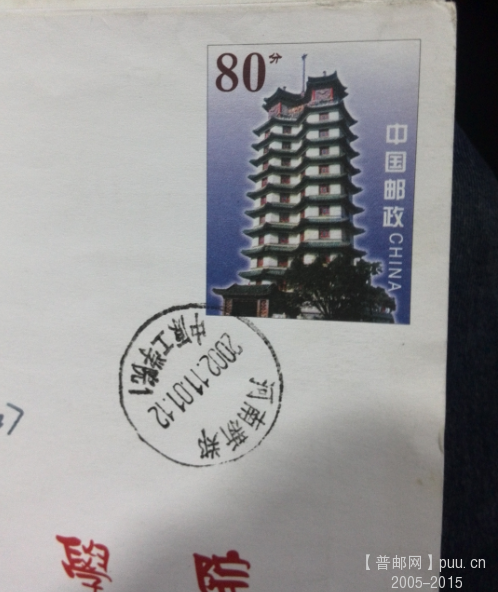 80分
中国邮政 CHINA
中原工学院1
2002.11.01.12
河南新郑
【普邮网】puu.cn
2005-2015